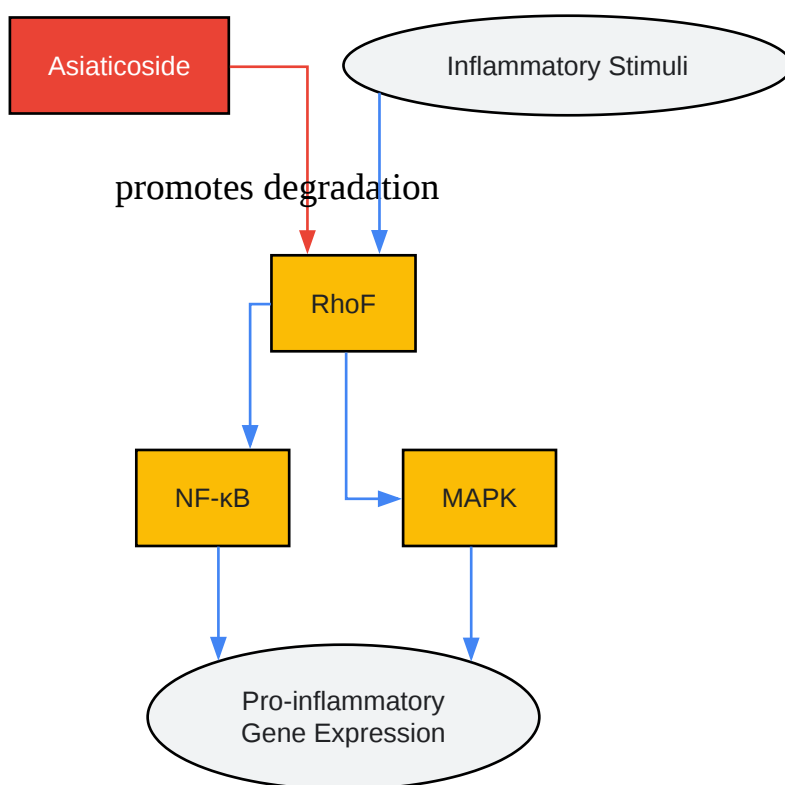 Asiaticoside
Inflammatory Stimuli
promotes degradation
RhoF
NF-κB
MAPK
Pro-inflammatory
Gene Expression